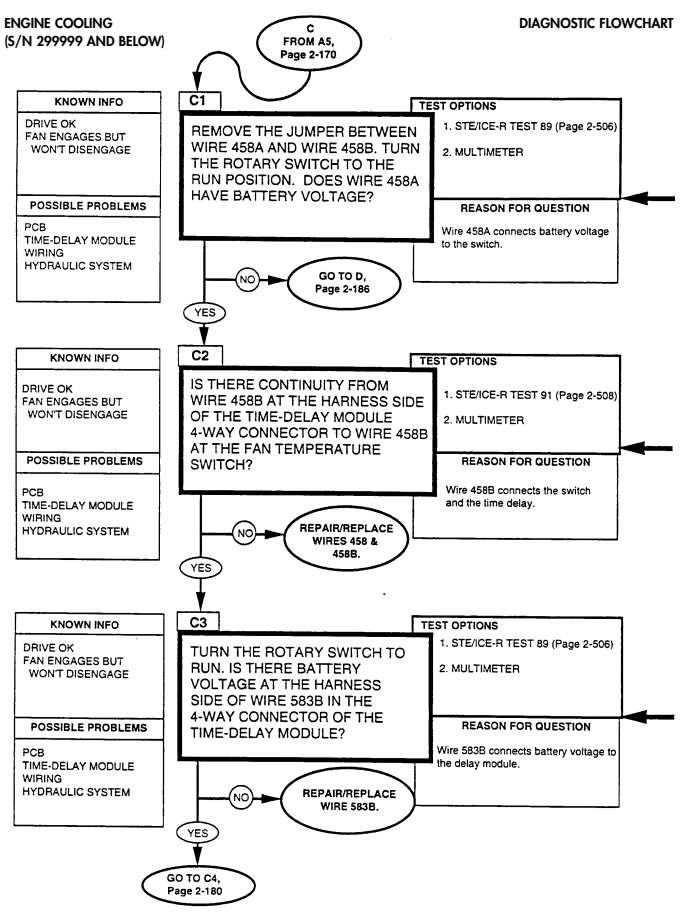 ENGINE COOLING
(S/N 299999 AND BELOW)
DIAGNOSTIC FLOWCHART
C
FROM A5,
Page 2-170
KNOWN INFO
DRIVE OK
FAN ENGAGES BUT
WON'T DISENGAGE
POSSIBLE PROBLEMS
PCB
TIME-DELAY MODULE
WIRING
HYDRAULIC SYSTEM
C1
REMOVE THE JUMPER BETWEEN
WIRE 458A AND WIRE 458B. TURN
THE ROTARY SWITCH TO THE
RUN POSITION. DOES WIRE 458A
HAVE BATTERY VOLTAGE?
TEST OPTIONS
1. STE/ICE-R TEST 89 (Page 2-506)
2. MULTIMETER
REASON FOR QUESTION
Wire 458A connects battery voltage
to the switch.
NO
GO TO D,
Page 2-186
YES
KNOWN INFO
DRIVE OK
FAN ENGAGES BUT
WON'T DISENGAGE
POSSIBLE PROBLEMS
PCB
TIME-DELAY MODULE
WIRING
HYDRAULIC SYSTEM
C2
IS THERE CONTINUITY FROM
WIRE 458B AT THE HARNESS SIDE
OF THE TIME-DELAY MODULE
4-WAY CONNECTOR TO WIRE 458B
AT THE FAN TEMPERATURE
SWITCH?
TEST OPTIONS
1. STE/ICE-R TEST 91 (Page 2-508)
2. MULTIMETER
REASON FOR QUESTION
Wire 458B connects the switch
and the time delay.
NO
REPAIR/REPLACE
WIRES 458 &
458B.
YES
KNOWN INFO
DRIVE OK
FAN ENGAGES BUT
WON'T DISENGAGE
POSSIBLE PROBLEMS
PCB
TIME-DELAY MODULE
WIRING
HYDRAULIC SYSTEM
C3
TURN THE ROTARY SWITCH TO
RUN. IS THERE BATTERY
VOLTAGE AT THE HARNESS
SIDE OF WIRE 583B IN THE
4-WAY CONNECTOR OF THE
TIME-DELAY MODULE?
TEST OPTIONS
1. STE/ICE-R TEST 89 (Page 2-506)
2. MULTIMETER
REASON FOR QUESTION
Wire 583B connects battery voltage to
the delay module.
NO
REPAIR/REPLACE
WIRE 583B.
YES
GO TO C4,
Page 2-180